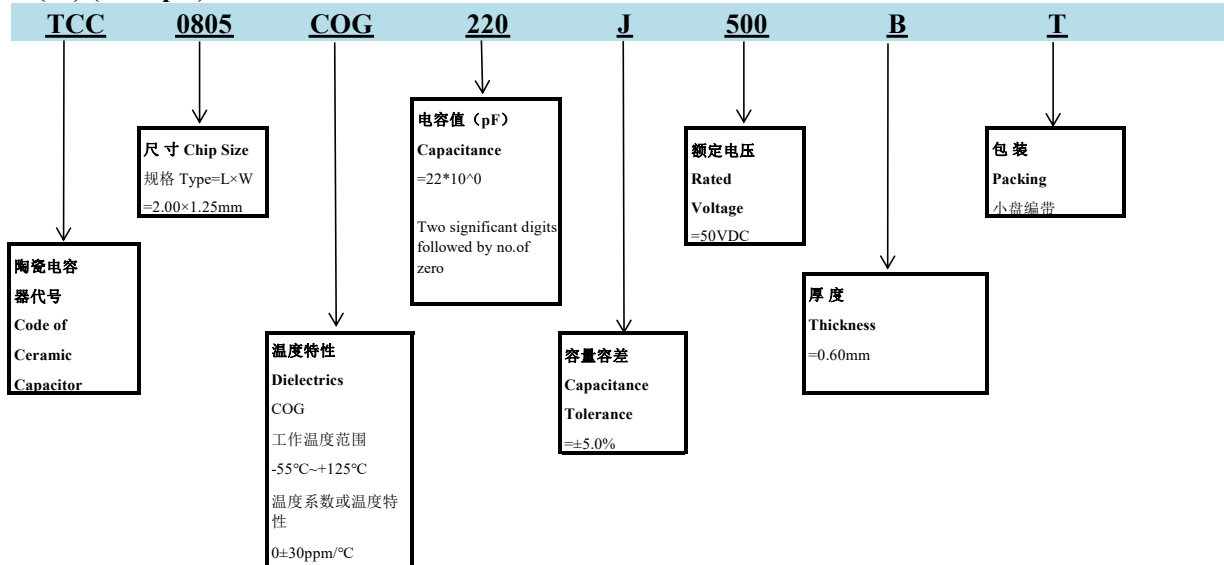 TCC 0805 COG 220 J 500 B T
陶瓷电容
器代号
Code of
Ceramic
Capacitor
尺 寸 Chip Size
规格 Type=L×W
=2.00×1.25mm
温度特性
Dielectrics
COG
工作温度范围
-55℃~+125℃
温度系数或温度特
性
0±30ppm/℃
电容值（pF）
Capacitance
=22*10^0
Two significant digits
followed by no.of
zero
容量容差
Capacitance
Tolerance
=±5.0%
额定电压
Rated
Voltage
=50VDC
厚 度
Thickness
=0.60mm
包 装
Packing
小盘编带